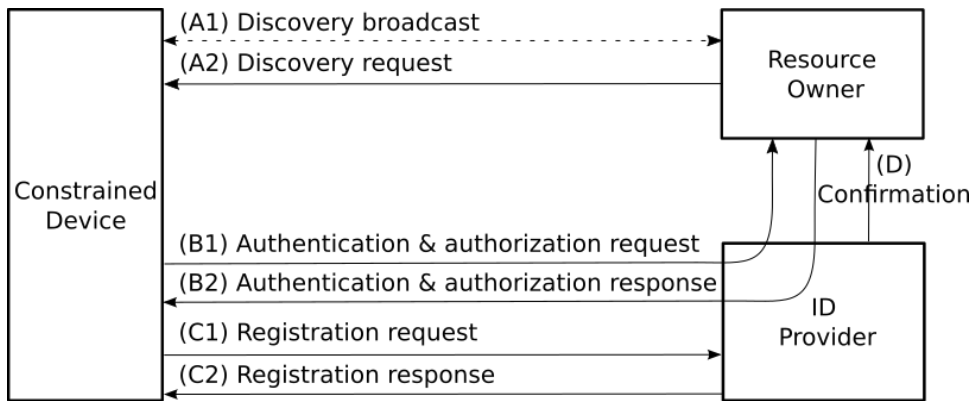 (A1) Discovery broadcast
(A2) Discovery request
Resource
Owner
Constrained
Device
(D)
Confirmation
(B1) Authentication & authorization request
(B2) Authentication & authorization response
ID
Provider
(C1) Registration request
(C2) Registration response